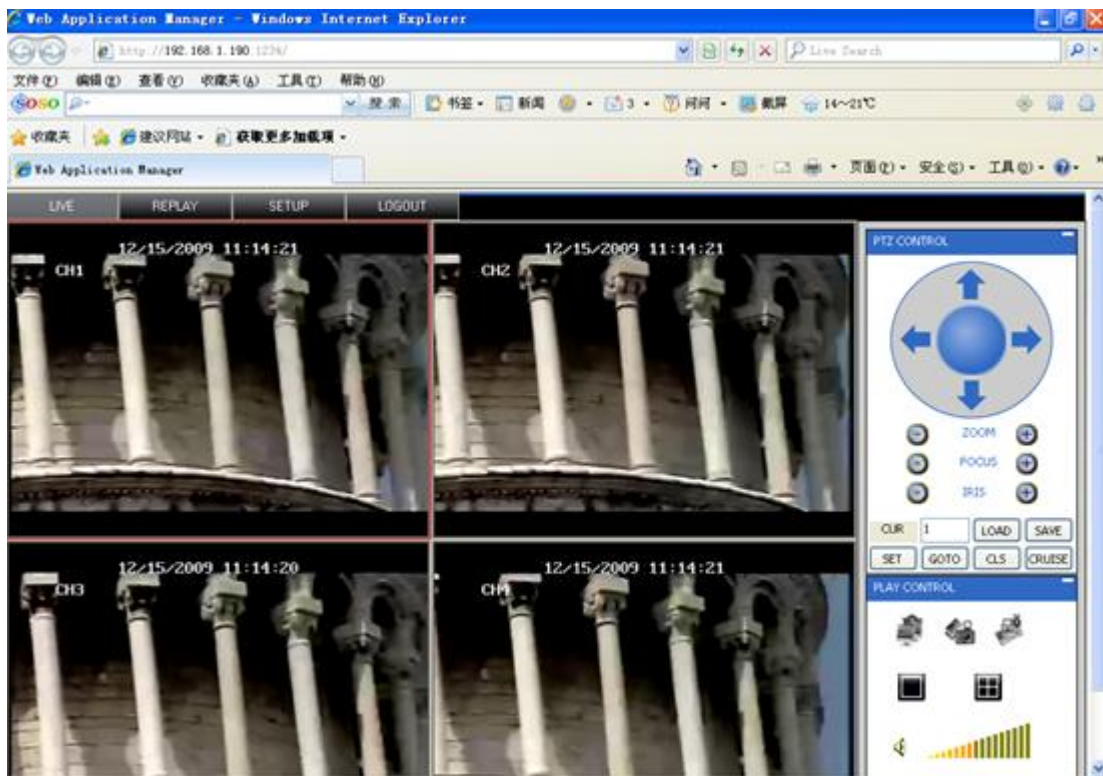 Web Application Manager - Windows Internet Explorer
http://192.168.1.190:1234/
Live Search
文件(F) 编辑(E) 查看(V) 收藏夹(A) 工具(T) 帮助(H)
SOSO 搜索 书签 新闻 3 问问 截屏 14~21℃
收藏夹 建议网站 获取更多加载项
Web Application Manager 页面(P) 安全(S) 工具(O)
LIVE REPLAY SETUP LOGOUT
12/15/2009 11:14:21
CH1
12/15/2009 11:14:21
CH2
12/15/2009 11:14:20
CH3
12/15/2009 11:14:21
CH4
PTZ CONTROL
ZOOM
FOCUS
IRIS
CUR 1 LOAD SAVE
SET GOTO CLS CRUISE
PLAY CONTROL